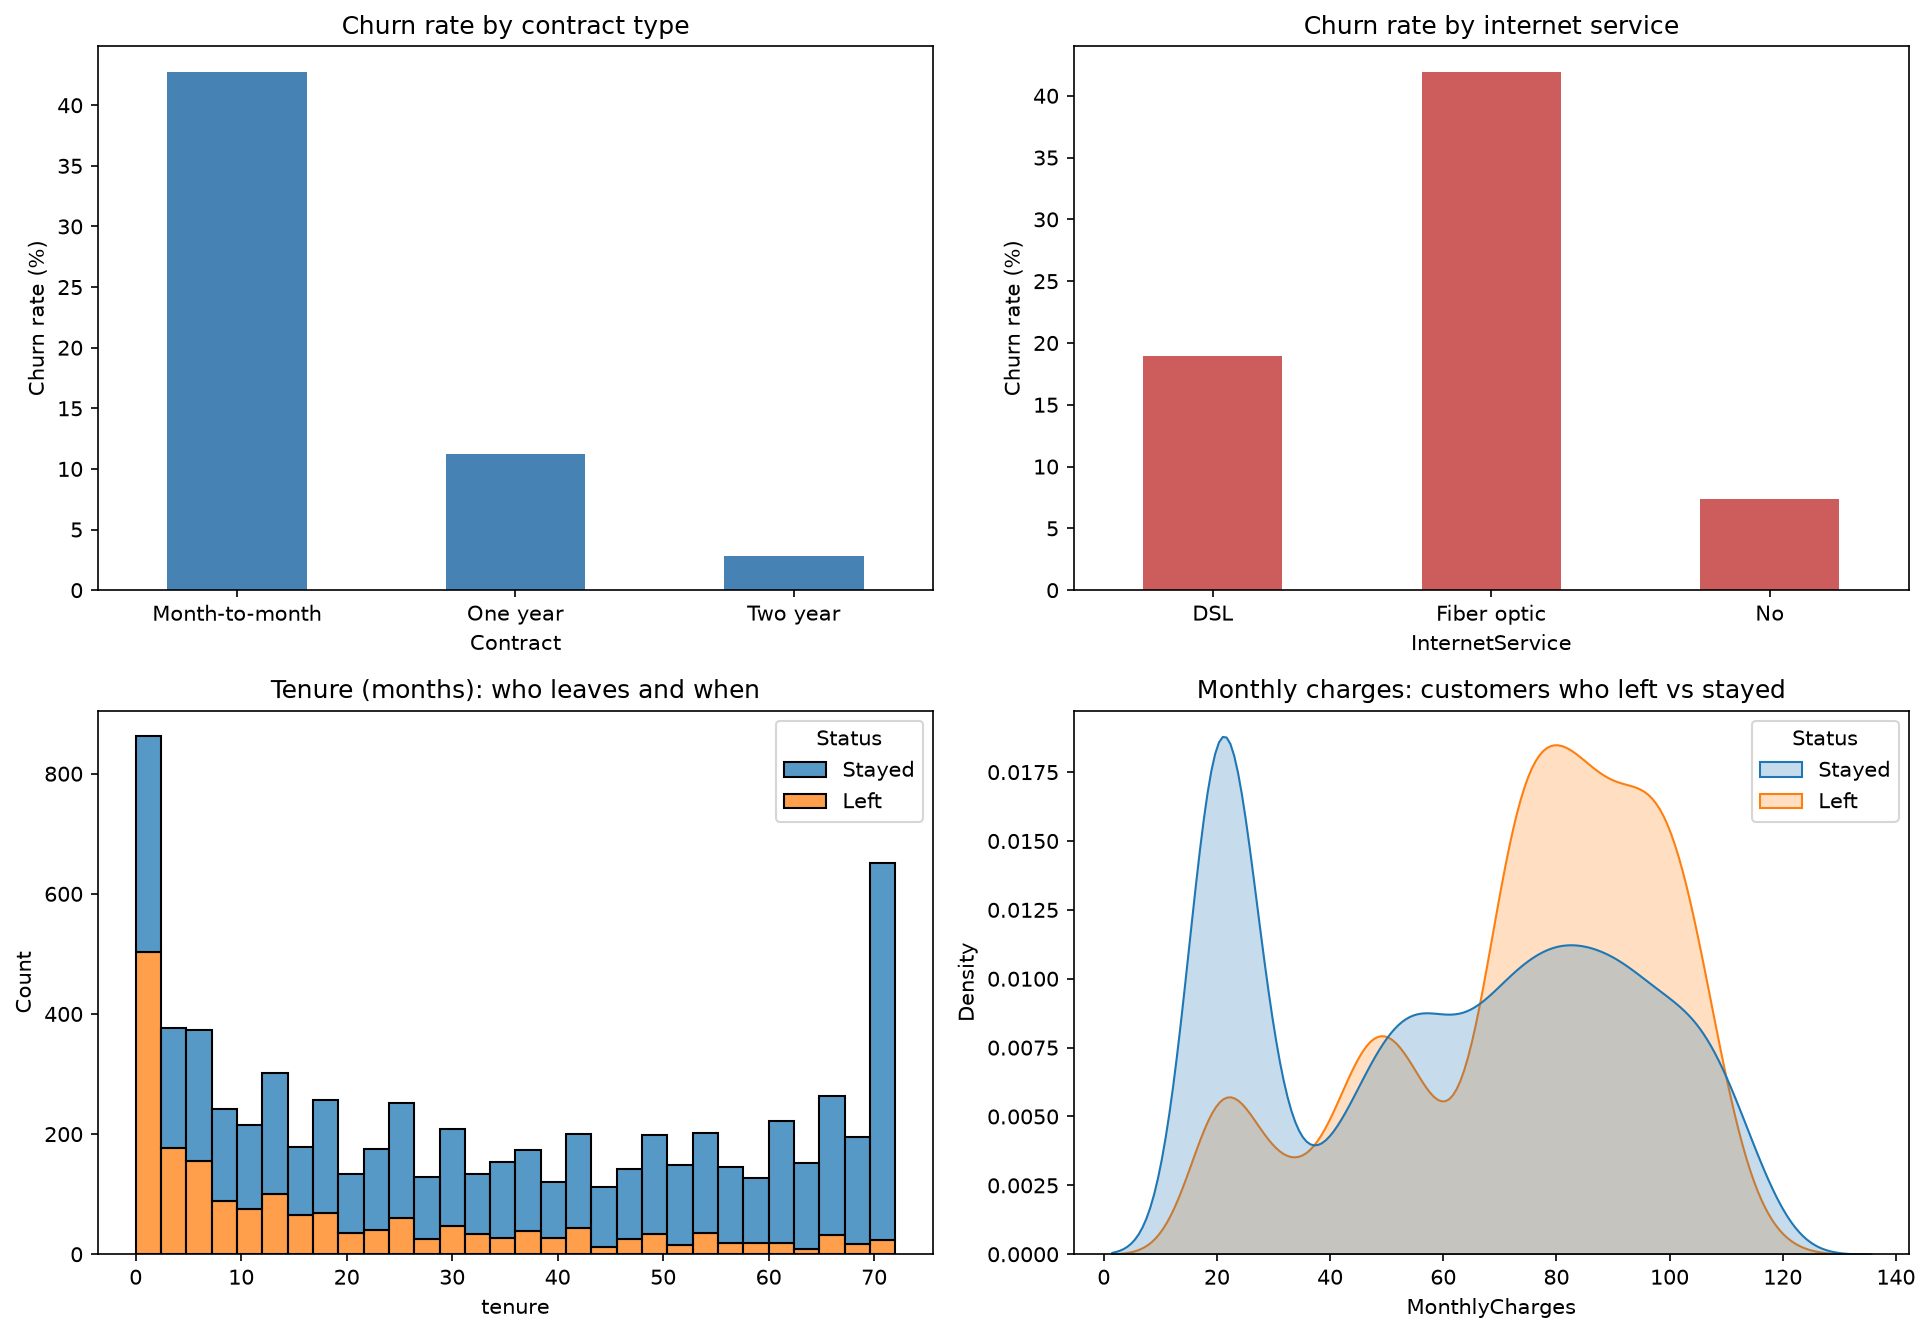 Churn rate by contract type
Churn rate (%)
40
35
30
25
20
15
10
5
0
Month-to-month
One year
Two year
Contract
Churn rate by internet service
Churn rate (%)
40
35
30
25
20
15
10
5
0
DSL
Fiber optic
No
InternetService
Tenure (months): who leaves and when
Count
800
600
400
200
0
Status
Stayed
Left
0
10
20
30
40
50
60
70
tenure
Monthly charges: customers who left vs stayed
Density
0.0175
0.0150
0.0125
0.0100
0.0075
0.0050
0.0025
0.0000
Status
Stayed
Left
0
20
40
60
80
100
120
140
MonthlyCharges